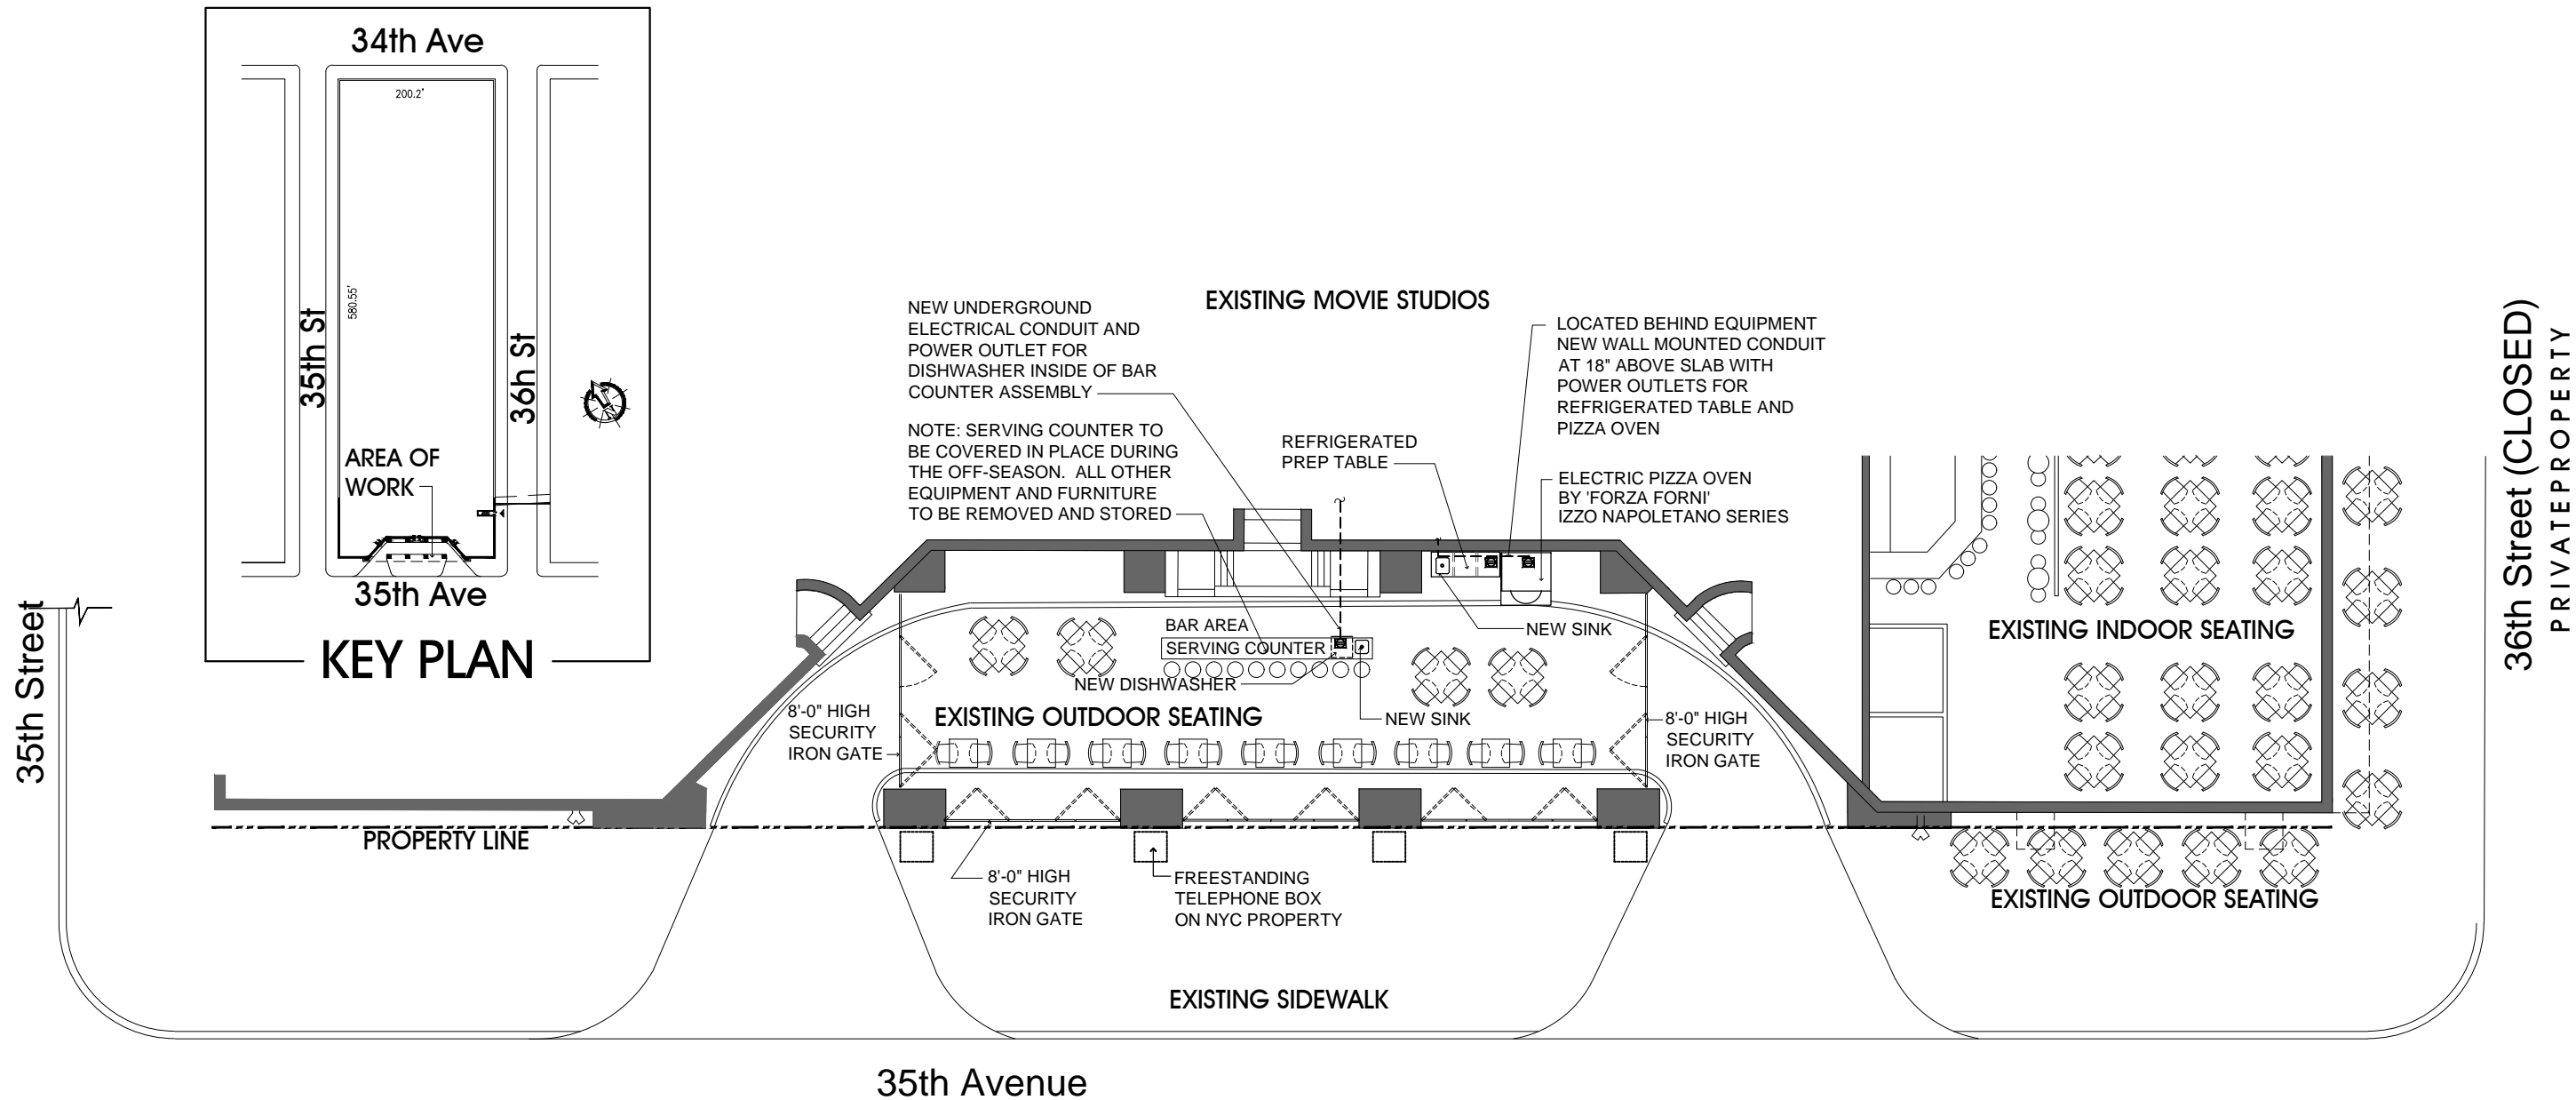 34th Ave
200.2'
580.55'
35th St
36h St
AREA OF
WORK
35th Ave
KEY PLAN
35th Street
EXISTING MOVIE STUDIOS
NEW UNDERGROUND
ELECTRICAL CONDUIT AND
POWER OUTLET FOR
DISHWASHER INSIDE OF BAR
COUNTER ASSEMBLY
NOTE: SERVING COUNTER TO
BE COVERED IN PLACE DURING
THE OFF-SEASON.  ALL OTHER
EQUIPMENT AND FURNITURE
TO BE REMOVED AND STORED
REFRIGERATED
PREP TABLE
LOCATED BEHIND EQUIPMENT
NEW WALL MOUNTED CONDUIT
AT 18" ABOVE SLAB WITH
POWER OUTLETS FOR
REFRIGERATED TABLE AND
PIZZA OVEN
ELECTRIC PIZZA OVEN
BY 'FORZA FORNI'
IZZO NAPOLETANO SERIES
36th Street (CLOSED)
PRIVATE PROPERTY
BAR AREA
SERVING COUNTER
NEW SINK
NEW DISHWASHER
NEW SINK
EXISTING INDOOR SEATING
8'-0" HIGH
SECURITY
IRON GATE
EXISTING OUTDOOR SEATING
8'-0" HIGH
SECURITY
IRON GATE
PROPERTY LINE
8'-0" HIGH
SECURITY
IRON GATE
FREESTANDING
TELEPHONE BOX
ON NYC PROPERTY
EXISTING OUTDOOR SEATING
EXISTING SIDEWALK
35th Avenue